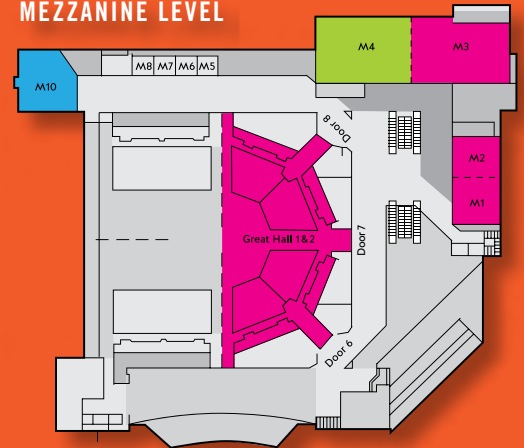 MEZZANINE LEVEL
M4
M3
M8 M7 M6 M5
M10
Door 8
M2
M1
Great Hall 1&2
Door 7
Door 6